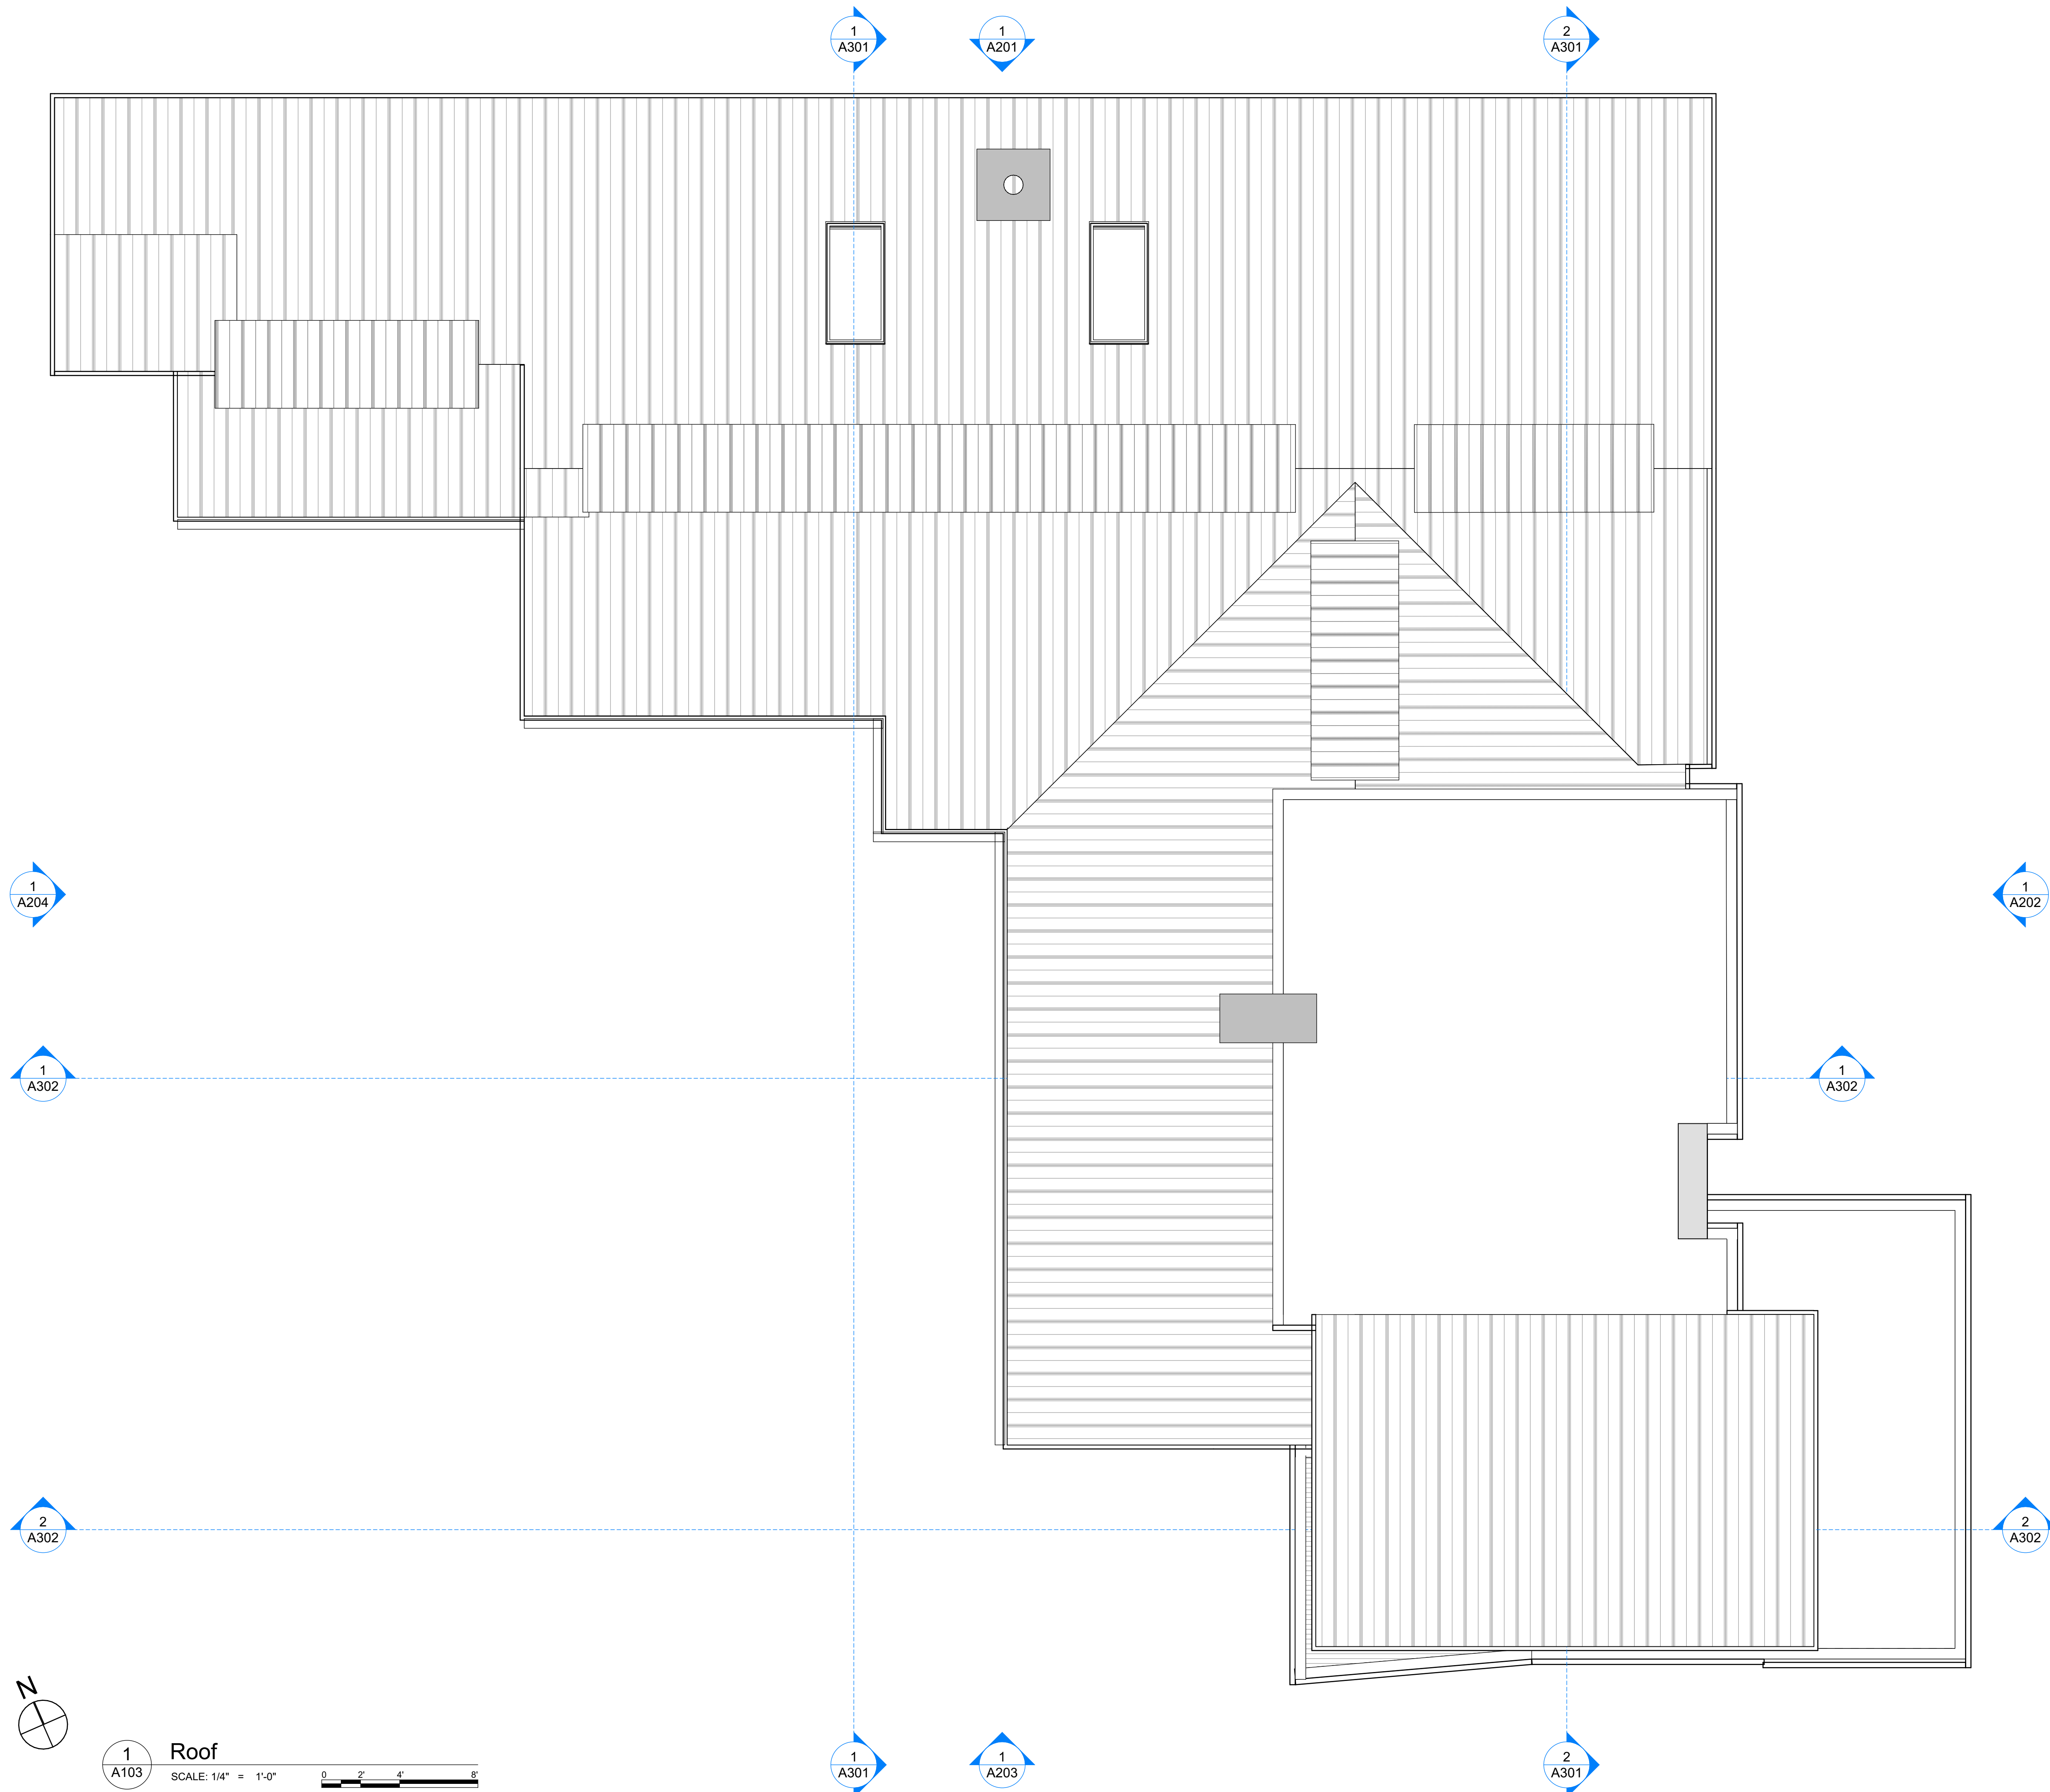 1
A301
1
A201
2
A301
1
A204
1
A202
1
A302
1
A302
2
A302
2
A302
N
1
A103
Roof
SCALE: 1/4" = 1'-0"
0 2' 4' 8'
1
A301
1
A203
2
A301